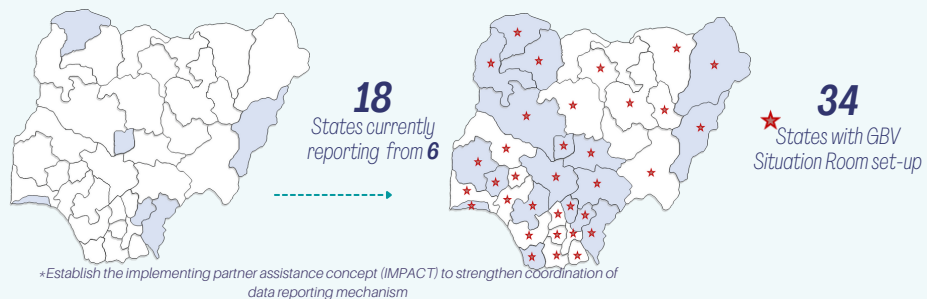 18
States currently
reporting from 6
34
States with GBV
Situation Room set-up
*Establish the implementing partner assistance concept (IMPACT) to strengthen coordination of
data reporting mechanism